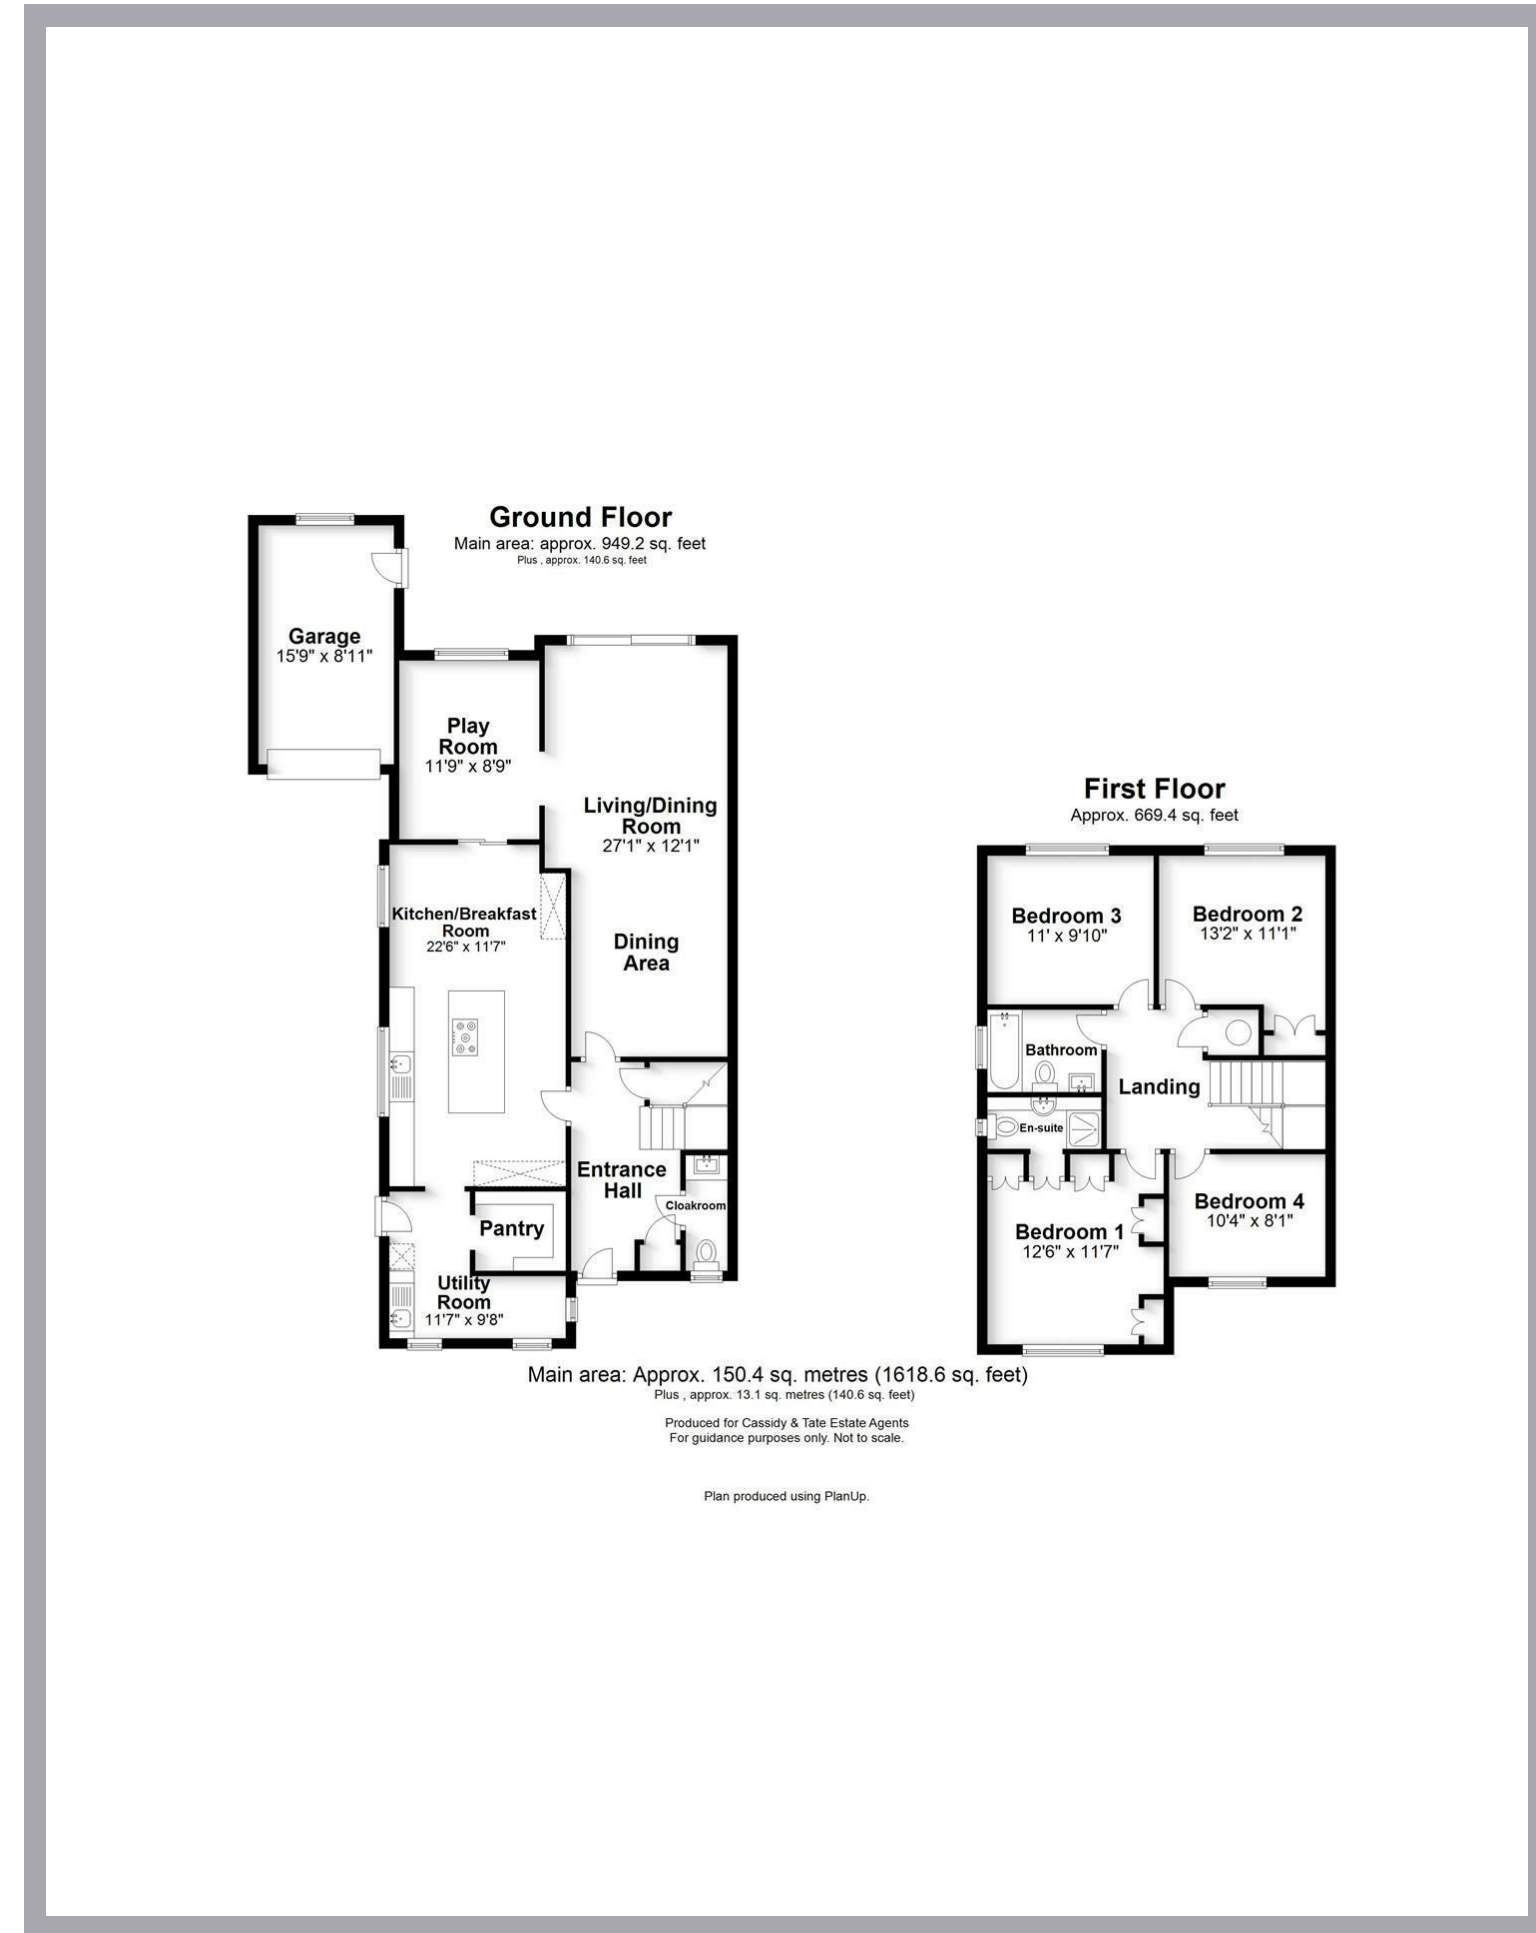 Ground Floor
Main area: approx. 949.2 sq. feet
Plus , approx. 140.6 sq. feet
Garage
15'9" x 8'11"
Play
Room
11'9" x 8'9"
Living/Dining
Room
27'1" x 12'1"
Kitchen/Breakfast
Room
22'6" x 11'7"
Dining
Area
Entrance
Hall
Cloakroom
Pantry
Utility
Room
11'7" x 9'8"
First Floor
Approx. 669.4 sq. feet
Bedroom 3
11' x 9'10"
Bedroom 2
13'2" x 11'1"
Bathroom
Landing
En-suite
Bedroom 1
12'6" x 11'7"
Bedroom 4
10'4" x 8'1"
Main area: Approx. 150.4 sq. metres (1618.6 sq. feet)
Plus , approx. 13.1 sq. metres (140.6 sq. feet)
Produced for Cassidy & Tate Estate Agents
For guidance purposes only. Not to scale.
Plan produced using PlanUp.